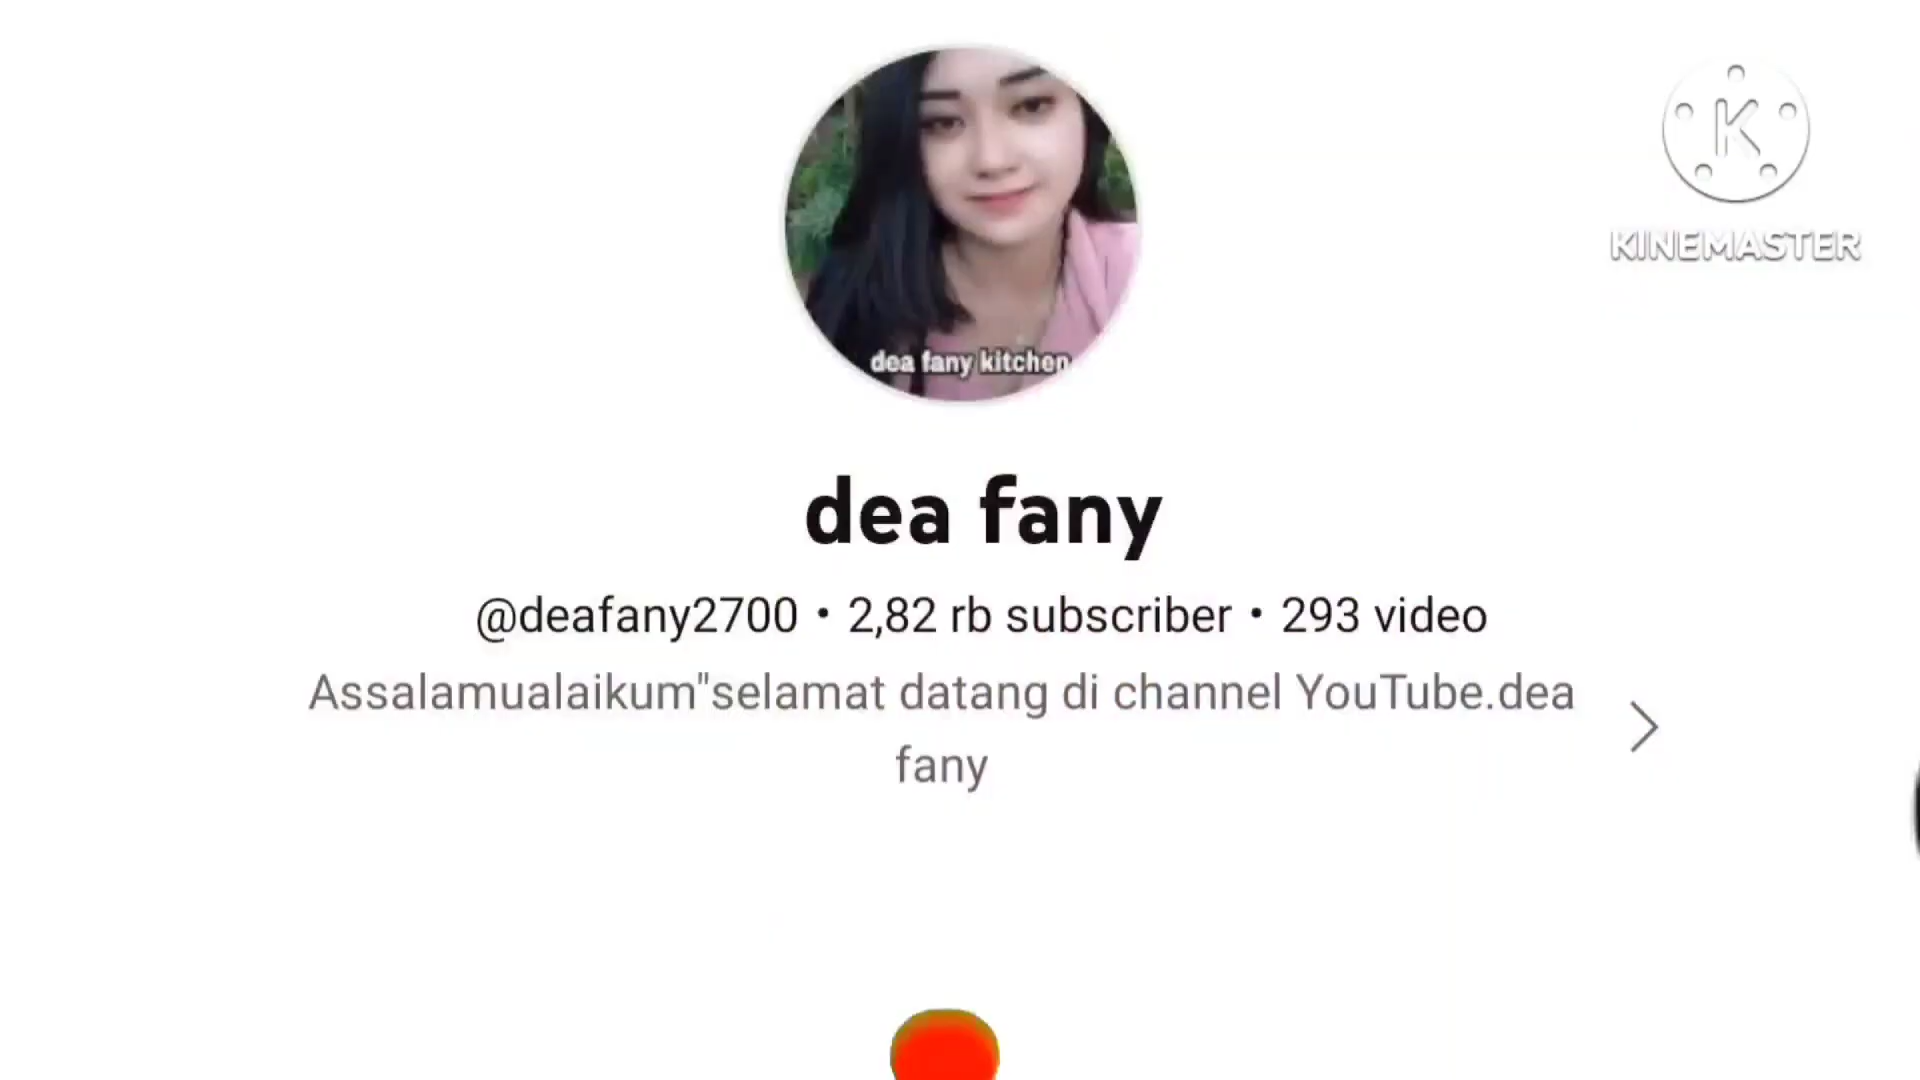 K
KINEMASTER
dea fany kitchen
dea fany
@deafany2700 • 2,82 rb subscriber • 293 video
Assalamualaikum"selamat datang di channel YouTube.dea
fany